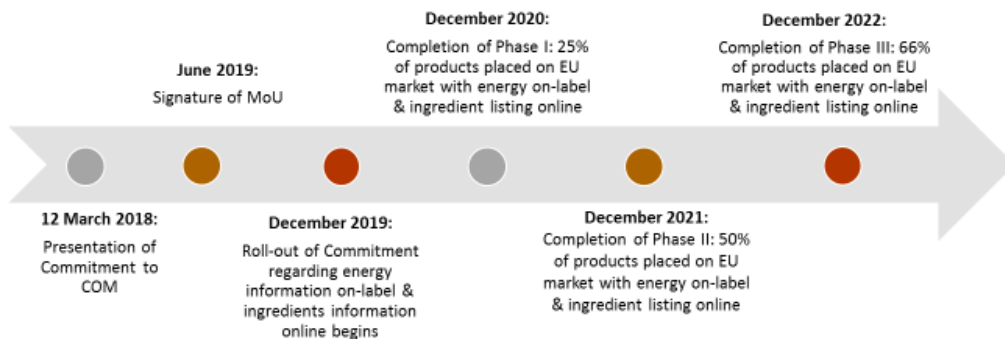 12 March 2018:
Presentation of
Commitment to
COM
June 2019:
Signature of MoU
December 2019:
Roll-out of Commitment
regarding energy
information on-label &
ingredients information
online begins
December 2020:
Completion of Phase I: 25%
of products placed on EU
market with energy on-label
& ingredient listing online
December 2021:
Completion of Phase II: 50%
of products placed on EU
market with energy on-label
& ingredient listing online
December 2022:
Completion of Phase III: 66%
of products placed on EU
market with energy on-label
& ingredient listing online